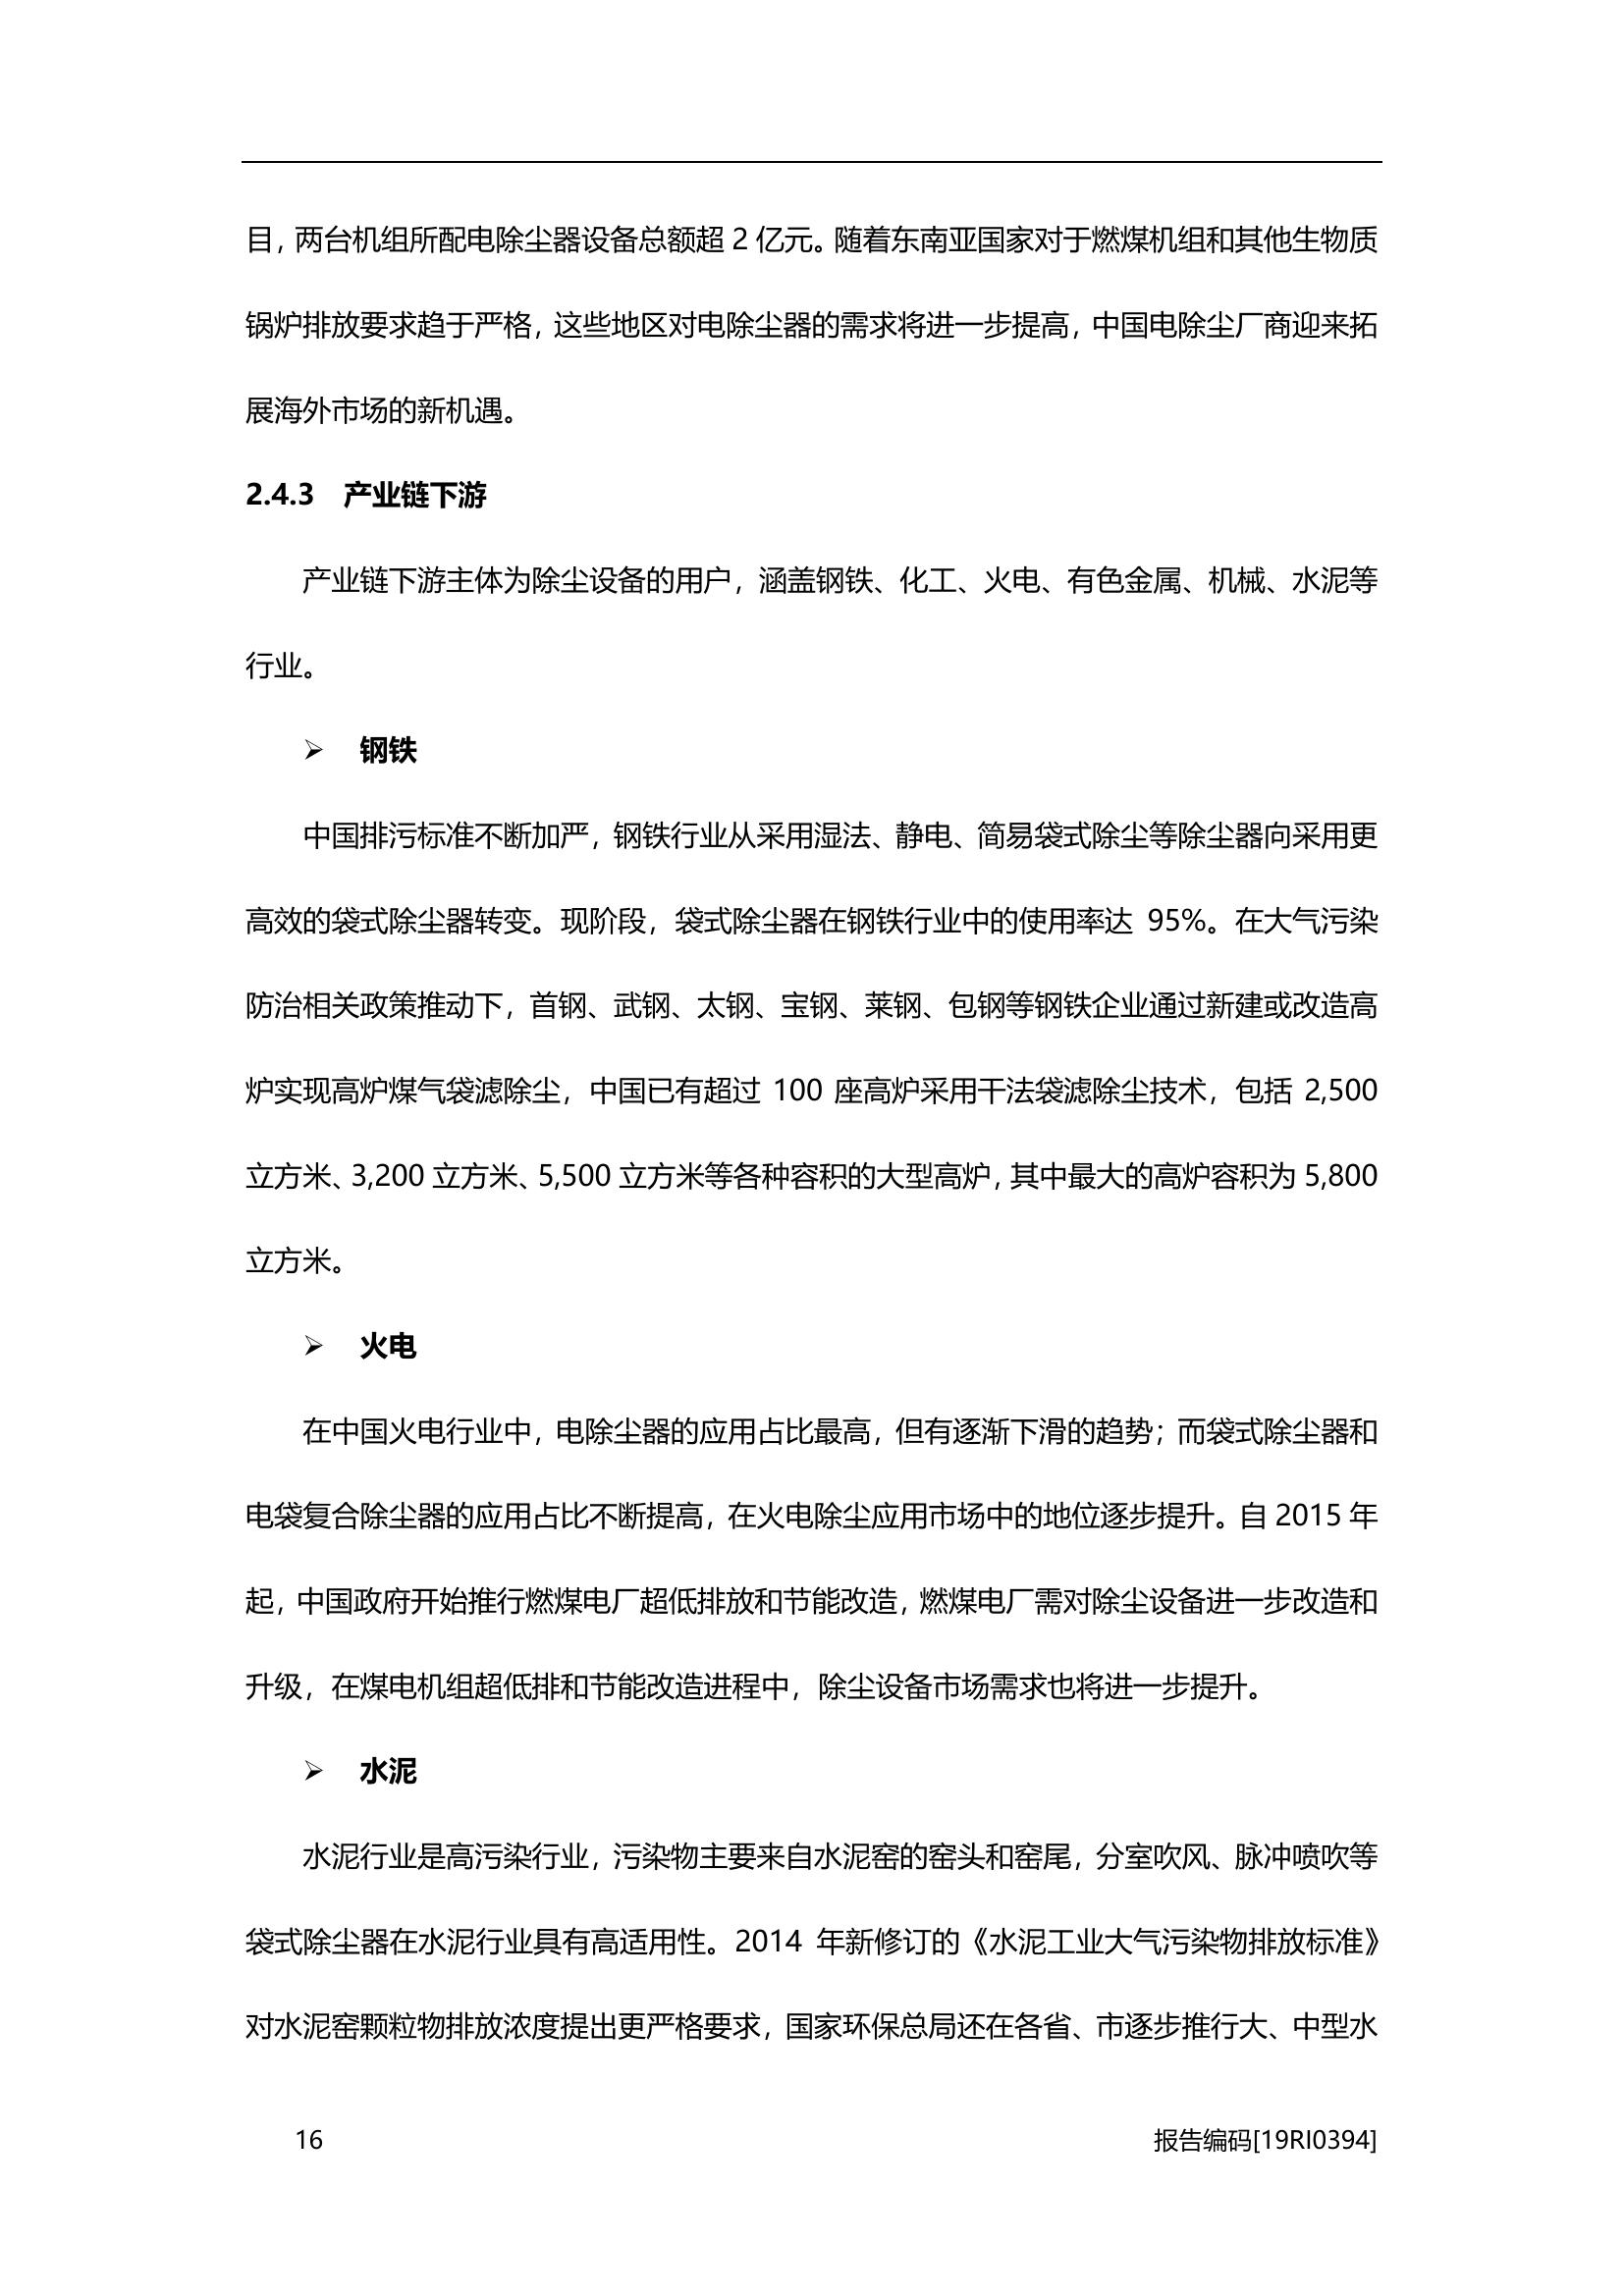 目，两台机组所配电除尘器设备总额超 2 亿元。随着东南亚国家对于燃煤机组和其他生物质
锅炉排放要求趋于严格，这些地区对电除尘器的需求将进一步提高，中国电除尘厂商迎来拓
展海外市场的新机遇。
2.4.3 产业链下游
产业链下游主体为除尘设备的用户，涵盖钢铁、化工、火电、有色金属、机械、水泥等
行业。
➢ 钢铁
中国排污标准不断加严，钢铁行业从采用湿法、静电、简易袋式除尘等除尘器向采用更
高效的袋式除尘器转变。现阶段，袋式除尘器在钢铁行业中的使用率达 95%。在大气污染
防治相关政策推动下，首钢、武钢、太钢、宝钢、莱钢、包钢等钢铁企业通过新建或改造高
炉实现高炉煤气袋滤除尘，中国已有超过 100 座高炉采用干法袋滤除尘技术，包括 2,500
立方米、3,200 立方米、5,500 立方米等各种容积的大型高炉，其中最大的高炉容积为 5,800
立方米。
➢ 火电
在中国火电行业中，电除尘器的应用占比最高，但有逐渐下滑的趋势；而袋式除尘器和
电袋复合除尘器的应用占比不断提高，在火电除尘应用市场中的地位逐步提升。自 2015 年
起，中国政府开始推行燃煤电厂超低排放和节能改造，燃煤电厂需对除尘设备进一步改造和
升级，在煤电机组超低排和节能改造进程中，除尘设备市场需求也将进一步提升。
➢ 水泥
水泥行业是高污染行业，污染物主要来自水泥窑的窑头和窑尾，分室吹风、脉冲喷吹等
袋式除尘器在水泥行业具有高适用性。2014 年新修订的《水泥工业大气污染物排放标准》
对水泥窑颗粒物排放浓度提出更严格要求，国家环保总局还在各省、市逐步推行大、中型水
16 报告编码[19RI0394]